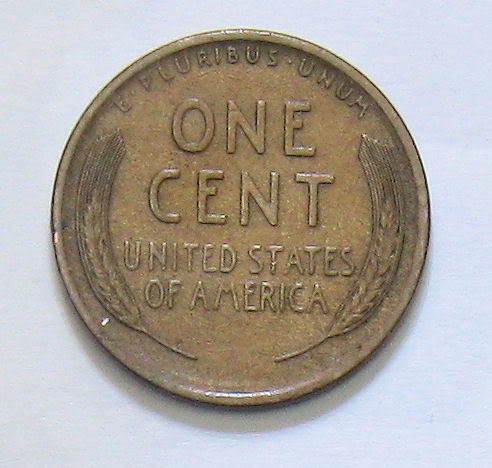 E·PLURIBUS·UNUM
ONE
CENT
UNITED STATES
OF AMERICA